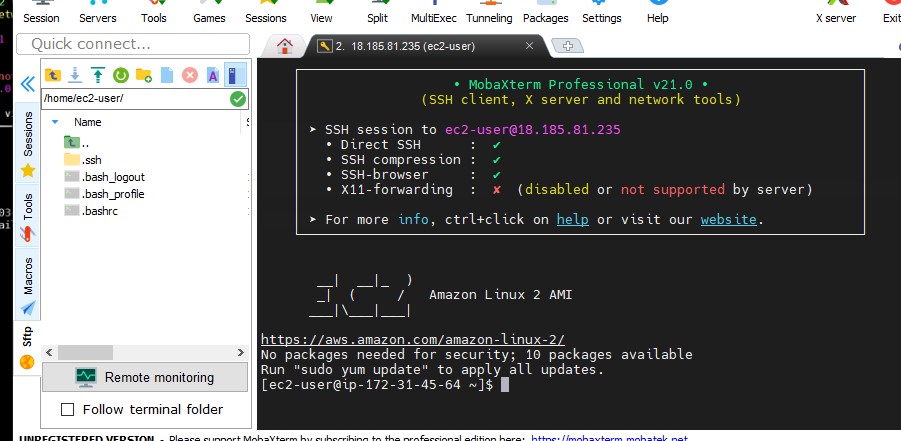 Session Servers Tools Games Sessions View Split MultiExec Tunneling Packages Settings Help X server Exit
Quick connect...
2. 18.185.81.235 (ec2-user)
/home/ec2-user/
Name
..
.ssh
.bash_logout
.bash_profile
.bashrc
Sessions
Tools
Macros
Sftp
Remote monitoring
Follow terminal folder
• MobaXterm Professional v21.0 •
(SSH client, X server and network tools)
➤ SSH session to ec2-user@18.185.81.235
• Direct SSH : ✔
• SSH compression : ✔
• SSH-browser : ✔
• X11-forwarding : ✘ (disabled or not supported by server)
➤ For more info, ctrl+click on help or visit our website.
__| __|_ )
_| ( / Amazon Linux 2 AMI
___|\___|___|
https://aws.amazon.com/amazon-linux-2/
No packages needed for security; 10 packages available
Run "sudo yum update" to apply all updates.
[ec2-user@ip-172-31-45-64 ~]$
UNREGISTERED VERSION - Please support MobaXterm by subscribing to the professional edition here: https://mobaxterm.mobatek.net